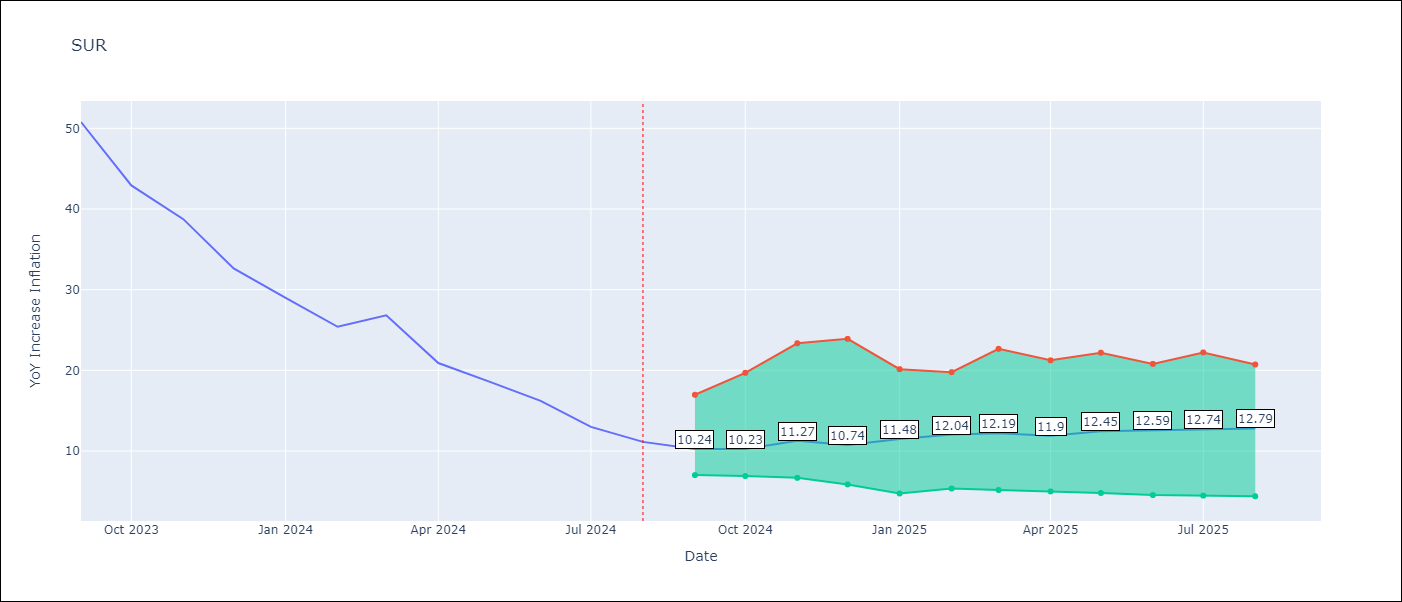 SUR
YoY Increase Inflation
50
40
30
20
10
10.24
10.23
11.27
10.74
11.48
12.04
12.19
11.9
12.45
12.59
12.74
12.79
Oct 2023
Jan 2024
Apr 2024
Jul 2024
Oct 2024
Jan 2025
Apr 2025
Jul 2025
Date